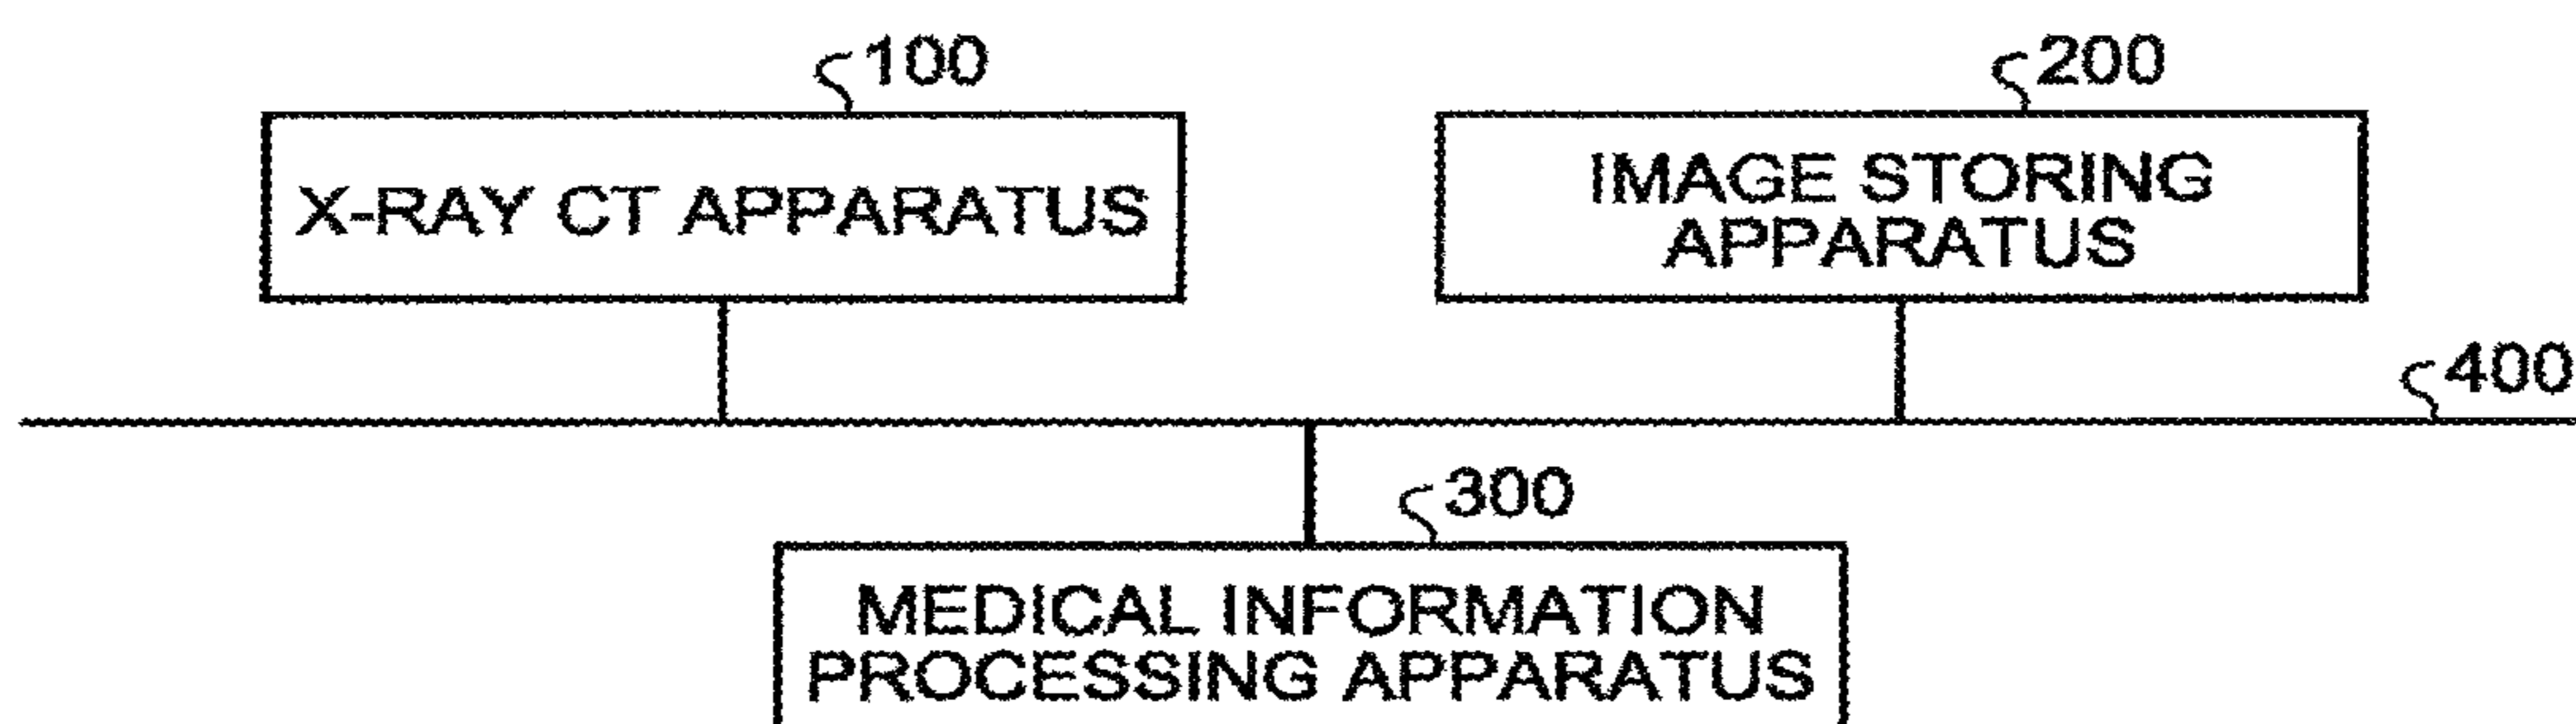 100
200
X-RAY CT APPARATUS
IMAGE STORING
APPARATUS
400
300
MEDICAL INFORMATION
PROCESSING APPARATUS